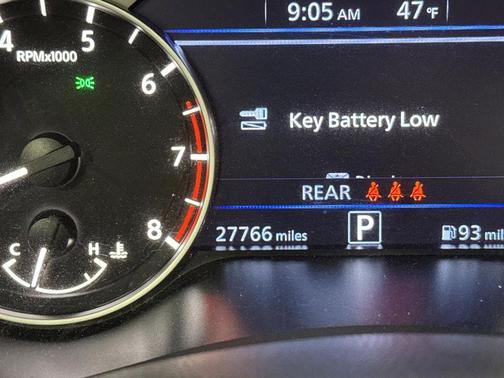 9:05 AM 47°F
4 5
RPMx1000
6
Key Battery Low
7
REAR
8
27766 miles P 93 mil
C H